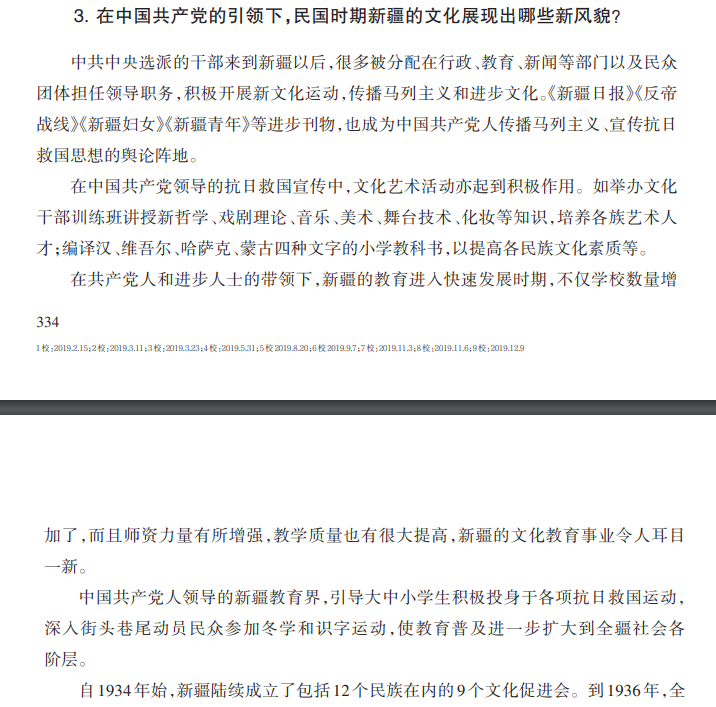 3. 在中国共产党的引领下,民国时期新疆的文化展现出哪些新风貌?
中共中央选派的干部来到新疆以后,很多被分配在行政、教育、新闻等部门以及民众
团体担任领导职务,积极开展新文化运动,传播马列主义和进步文化。《新疆日报》《反帝
战线》《新疆妇女》《新疆青年》等进步刊物,也成为中国共产党人传播马列主义、宣传抗日
救国思想的舆论阵地。
在中国共产党领导的抗日救国宣传中,文化艺术活动亦起到积极作用。如举办文化
干部训练班讲授新哲学、戏剧理论、音乐、美术、舞台技术、化妆等知识,培养各族艺术人
才;编译汉、维吾尔、哈萨克、蒙古四种文字的小学教科书,以提高各民族文化素质等。
在共产党人和进步人士的带领下,新疆的教育进入快速发展时期,不仅学校数量增
334
1校:2019.2.15;2校:2019.3.11;3校:2019.3.23;4校:2019.5.31;5校2019.8.20;6校2019.9.7;7校:2019.11.3;8校:2019.11.6;9校:2019.12.9
加了,而且师资力量有所增强,教学质量也有很大提高,新疆的文化教育事业令人耳目
一新。
中国共产党人领导的新疆教育界,引导大中小学生积极投身于各项抗日救国运动,
深入街头巷尾动员民众参加冬学和识字运动,使教育普及进一步扩大到全疆社会各
阶层。
自1934年始,新疆陆续成立了包括12个民族在内的9个文化促进会。到1936年,全